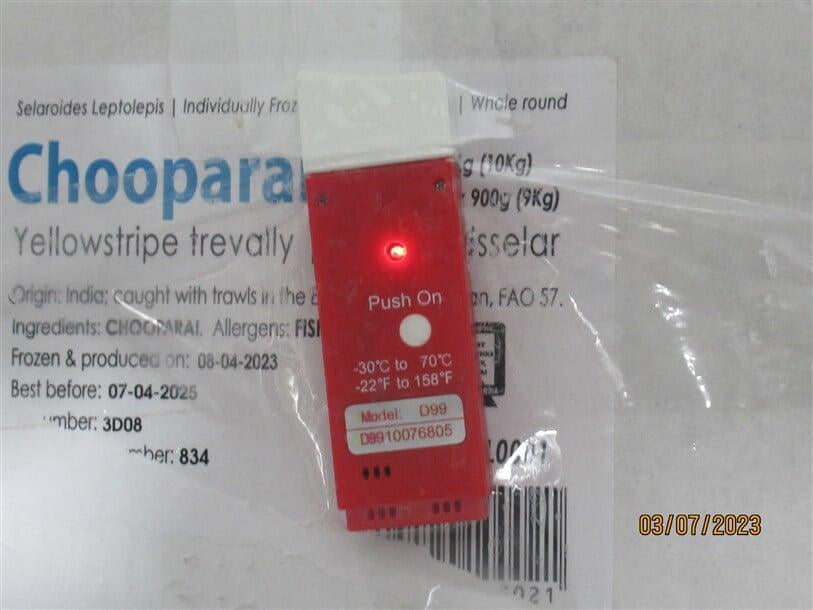 Selaroides Leptolepis | Individually Froz | Whole round
Choopara
g (10Kg)
900g (9Kg)
Yellowstripe trevally sselar
Origin: India; caught with trawls in the an, FAO 57.
Ingredients: CHOOPARAI. Allergens: FIS
Frozen & produced on: 08-04-2023
Best before: 07-04-2025
umber: 3D08
mber: 834
Push On
-30°C to 70°C
-22°F to 158°F
Model: D99
D9910076805
03/07/2023